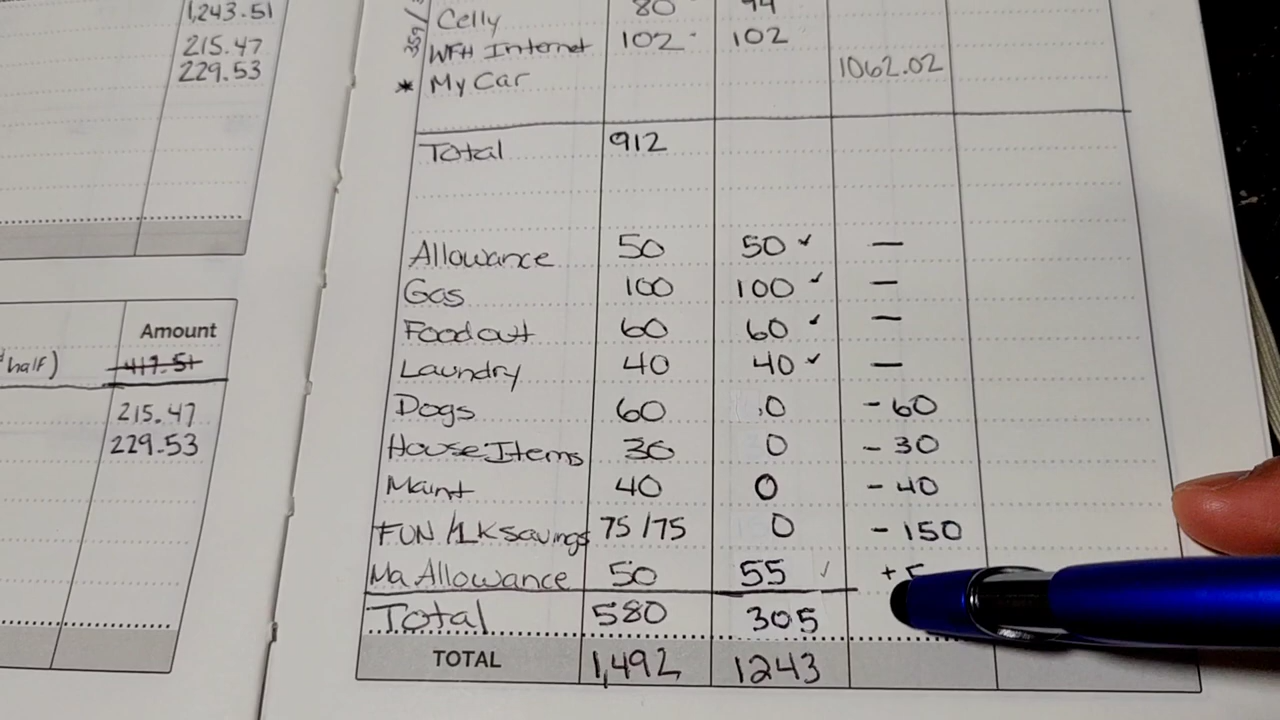 1,243.51
215.47
229.53
Amount
half) 417.51
215.47
229.53
Celly 80 94
WFH Internet 102 102
* My Car 1062.02
Total 912
Allowance 50 50 ✓ —
Gas 100 100 ✓ —
Food out 60 60 ✓ —
Laundry 40 40 ✓ —
Dogs 60 0 - 60
House Items 30 0 - 30
Maint 40 0 - 40
FUN /1K savings 75 /75 0 - 150
Ma Allowance 50 55 ✓ +5
Total 580 305
TOTAL 1,492 1243